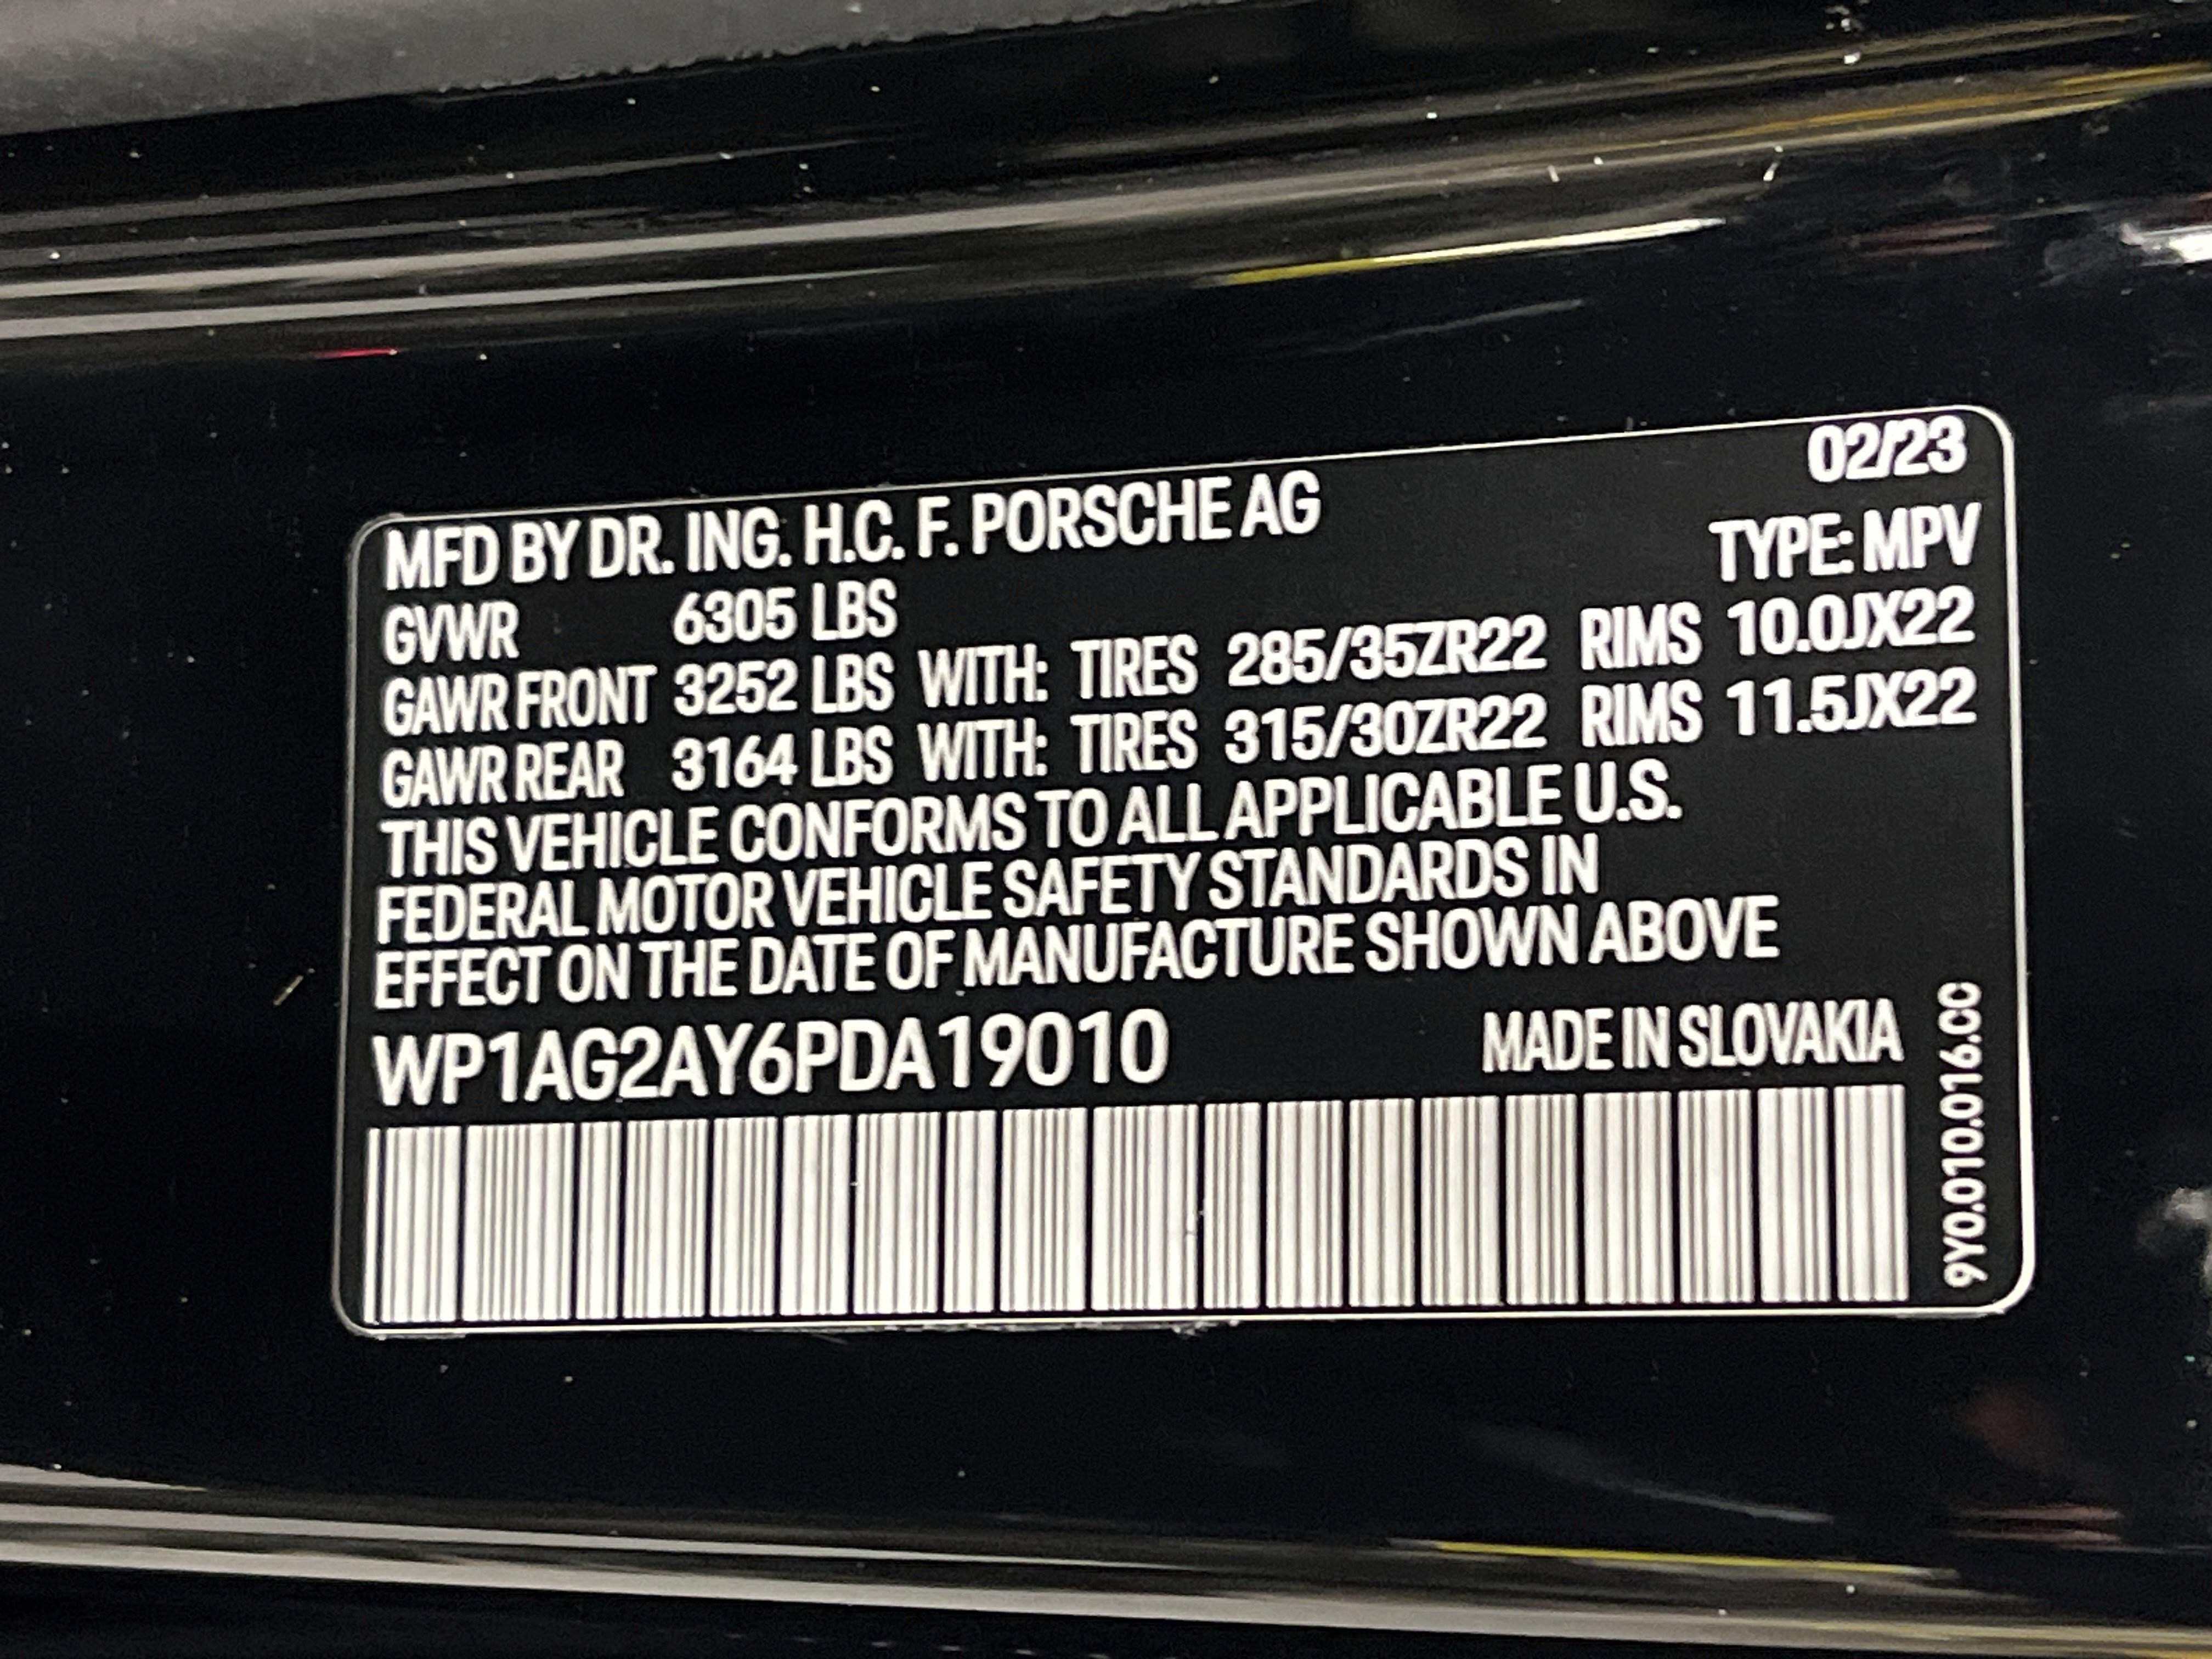 02/23
MFD BY DR. ING. H.C. F. PORSCHE AG
TYPE: MPV
GVWR 6305 LBS
GAWR FRONT 3252 LBS WITH: TIRES 285/35ZR22 RIMS 10.0JX22
GAWR REAR 3164 LBS WITH: TIRES 315/30ZR22 RIMS 11.5JX22
THIS VEHICLE CONFORMS TO ALL APPLICABLE U.S.
FEDERAL MOTOR VEHICLE SAFETY STANDARDS IN
EFFECT ON THE DATE OF MANUFACTURE SHOWN ABOVE
WP1AG2AY6PDA19010 MADE IN SLOVAKIA
9Y0.010.016.CC